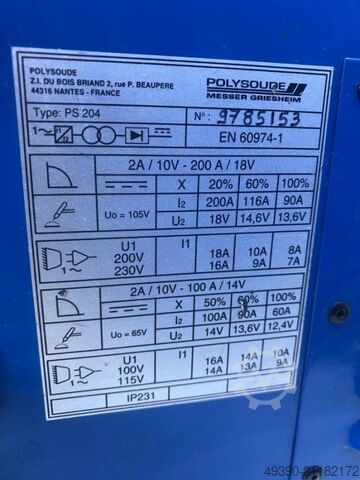 POLYSOUDE
Z.I. DU BOIS BRIAND 2, rue P. BEAUPERE
44316 NANTES - FRANCE
POLYSOUDE
MESSER GRIESHEIM
Type: PS 204
N°: 9785153
1~
EN 60974-1
2A / 10V - 200 A / 18V
X 20% 60% 100%
Uo = 105V
I2 200A 116A 90A
U2 18V 14,6V 13,6V
U1 I1
200V 18A 10A 8A
230V 16A 9A 7A
2A / 10V - 100 A / 14V
X 50% 60% 100%
Uo = 65V
I2 100A 90A 60A
U2 14V 13,6V 12,4V
U1 I1
100V 16A 14A 10A
115V 14A 13A 9A
IP231
49390-21182172